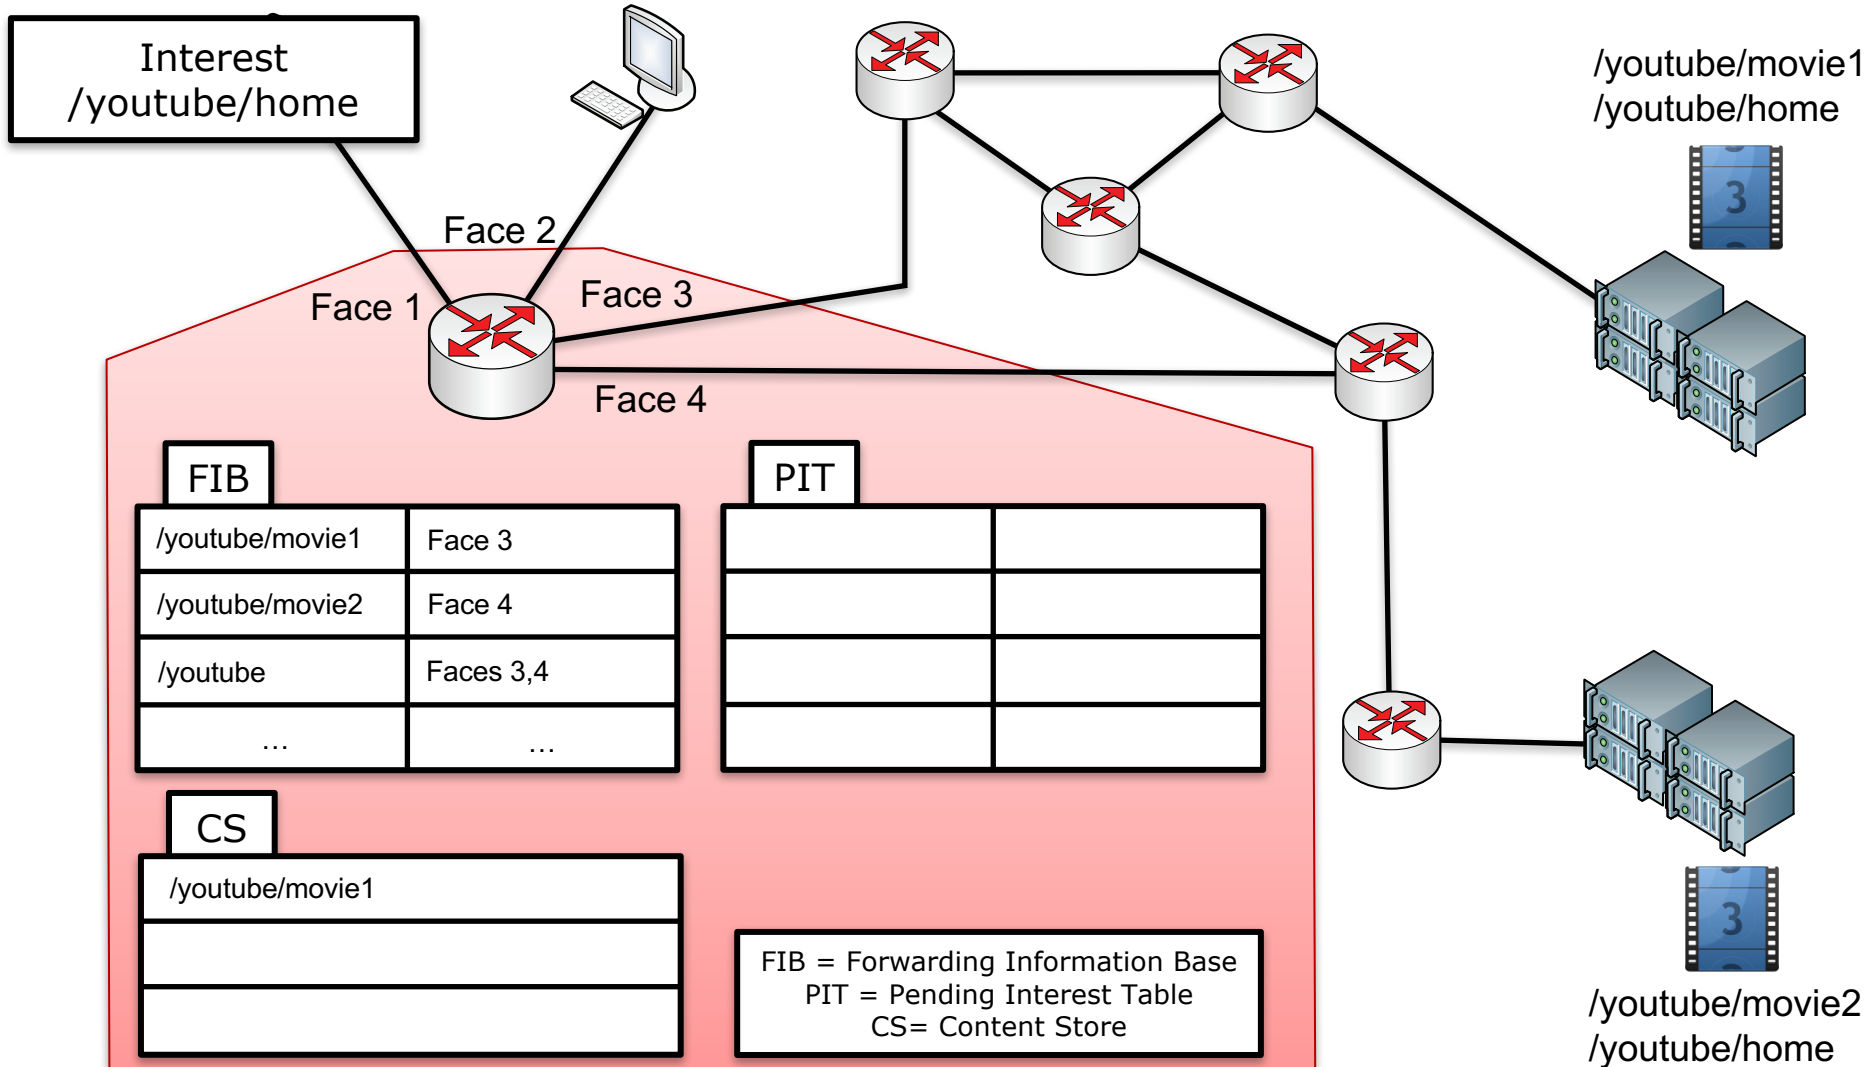 Interest
/youtube/home
/youtube/movie1
/youtube/home
3
Face 2
Face 1
Face 3
Face 4
FIB
/youtube/movie1 Face 3
/youtube/movie2 Face 4
/youtube Faces 3,4
… …
PIT
CS
/youtube/movie1
FIB = Forwarding Information Base
PIT = Pending Interest Table
CS= Content Store
3
/youtube/movie2
/youtube/home